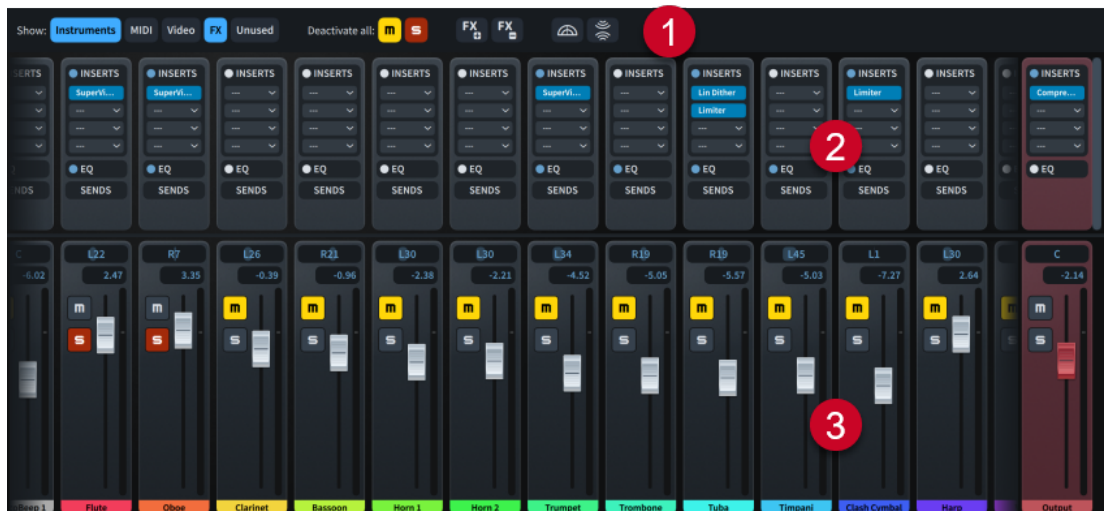 Show: Instruments MIDI Video FX Unused Deactivate all: m s FX FX 1
INSERTS INSERTS INSERTS INSERTS INSERTS INSERTS INSERTS INSERTS INSERTS INSERTS INSERTS INSERTS INSERTS
SuperVi... SuperVi... SuperVi... Lin Dither Limiter Compre...
--- --- --- --- --- --- ---
--- --- --- --- --- --- --- Limiter --- --- --- ---
--- --- --- --- --- --- --- --- --- --- --- ---
--- --- --- --- --- --- --- --- --- --- --- 2
EQ EQ EQ EQ EQ EQ EQ EQ EQ EQ EQ EQ EQ
SENDS SENDS SENDS SENDS SENDS SENDS SENDS SENDS SENDS SENDS SENDS SENDS
C L22 R7 L26 R21 L30 L30 L34 R19 R19 L45 L1 L30 C
-6.02 2.47 3.35 -0.39 -0.96 -2.38 -2.21 -4.52 -5.05 -5.57 -5.03 -7.27 2.64 -2.14
m m m m m m m m m m m m m m
s s s s s s s s s s s s s s
3
Flute Oboe Clarinet Bassoon Horn 1 Horn 2 Trumpet Trombone Tuba Timpani Clash Cymbal Harp Output